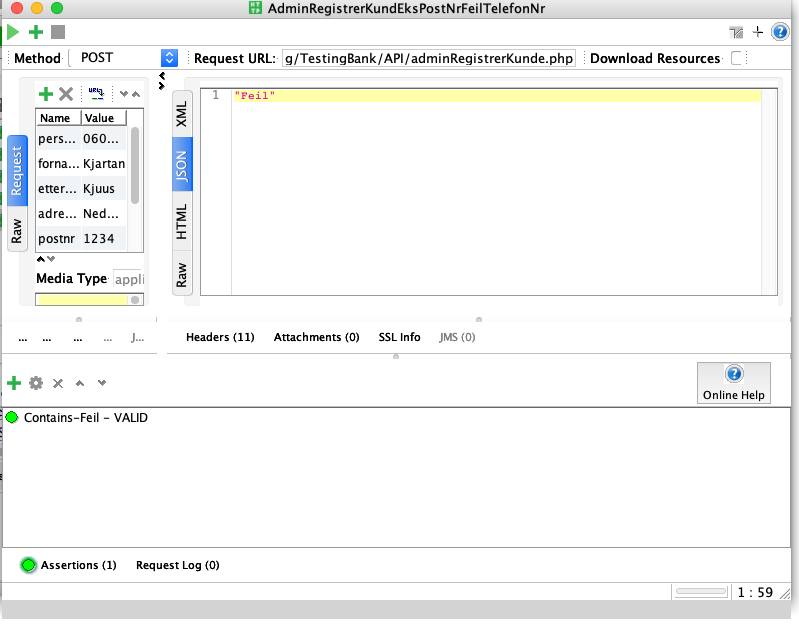 AdminRegistrerKundEksPostNrFeilTelefonNr
Method POST Request URL: g/TestingBank/API/adminRegistrerKunde.php Download Resources
Name Value
pers... 060...
forna... Kjartan
etter... Kjuus
adre... Ned...
postnr 1234
Media Type appli
Request
Raw
XML
JSON
HTML
Raw
1 "Feil"
... ... ... ... J...
Headers (11) Attachments (0) SSL Info JMS (0)
Online Help
Contains-Feil - VALID
Assertions (1) Request Log (0)
1 : 59